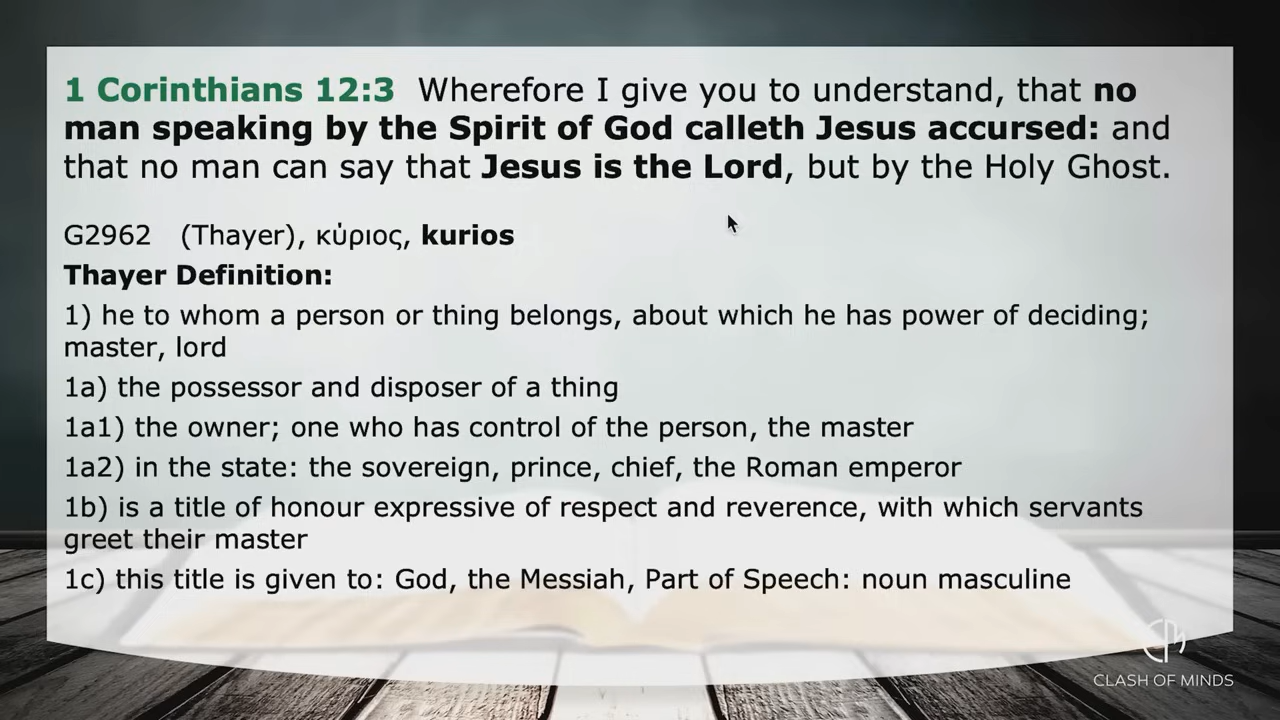 1 Corinthians 12:3 Wherefore I give you to understand, that no
man speaking by the Spirit of God calleth Jesus accursed: and
that no man can say that Jesus is the Lord, but by the Holy Ghost.
G2962 (Thayer), κύριος, kurios
Thayer Definition:
1) he to whom a person or thing belongs, about which he has power of deciding;
master, lord
1a) the possessor and disposer of a thing
1a1) the owner; one who has control of the person, the master
1a2) in the state: the sovereign, prince, chief, the Roman emperor
1b) is a title of honour expressive of respect and reverence, with which servants
greet their master
1c) this title is given to: God, the Messiah, Part of Speech: noun masculine
CLASH OF MINDS